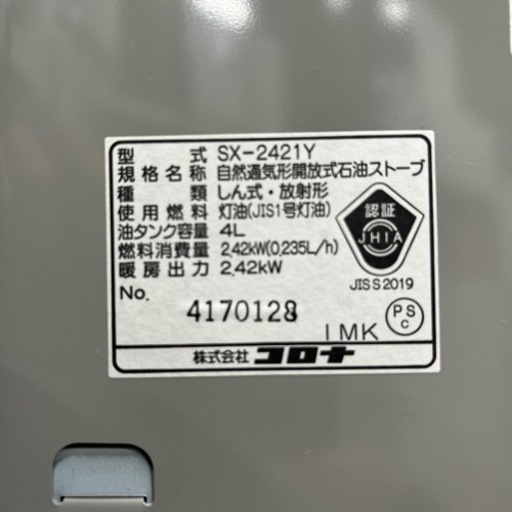 型式 SX-2421Y
規格名称 自然通気形開放式石油ストーブ
種類 しん式・放射形
使用燃料 灯油(JIS1号灯油)
油タンク容量 4L
燃料消費量 2.42kW(0.235L/h)
暖房出力 2.42kW
認証
JHIA
JIS S 2019
No.
4170128
1MK
PS
C
株式会社 コロナ